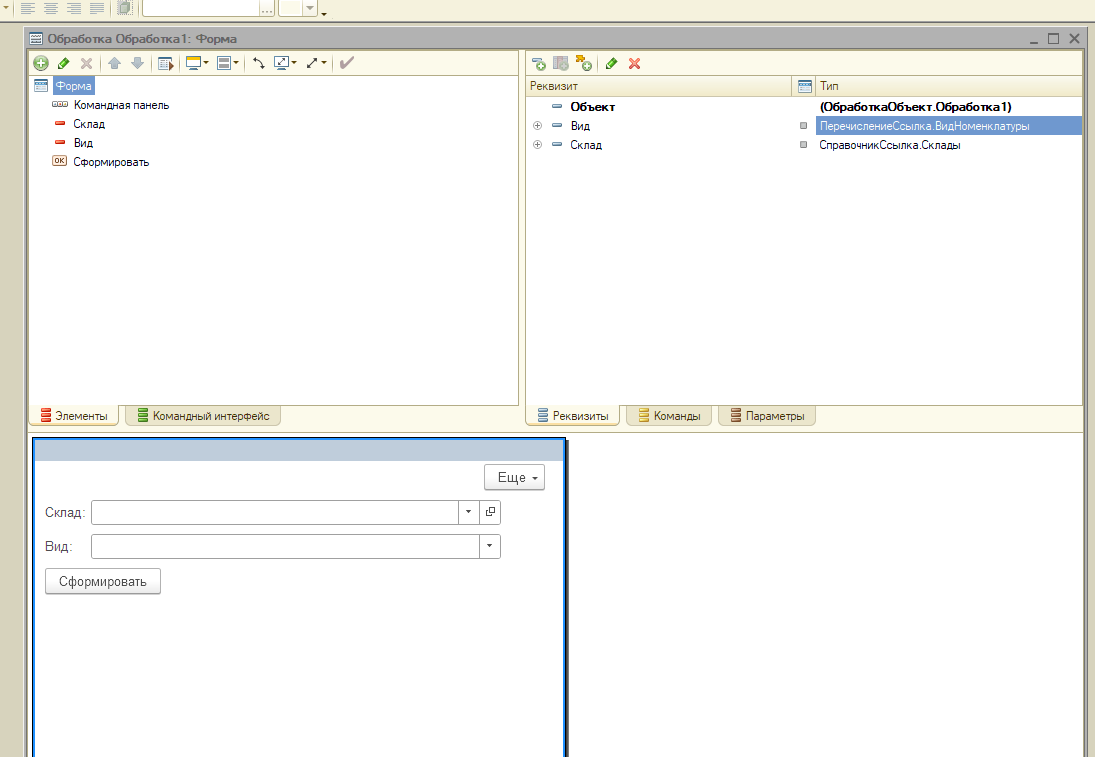 Обработка Обработка1: Форма
Форма
Командная панель
Склад
Вид
OK Сформировать
Элементы Командный интерфейс
Реквизит Тип
Объект (ОбработкаОбъект.Обработка1)
Вид ПеречислениеСсылка.ВидНоменклатуры
Склад СправочникСсылка.Склады
Реквизиты Команды Параметры
Еще
Склад:
Вид:
Сформировать